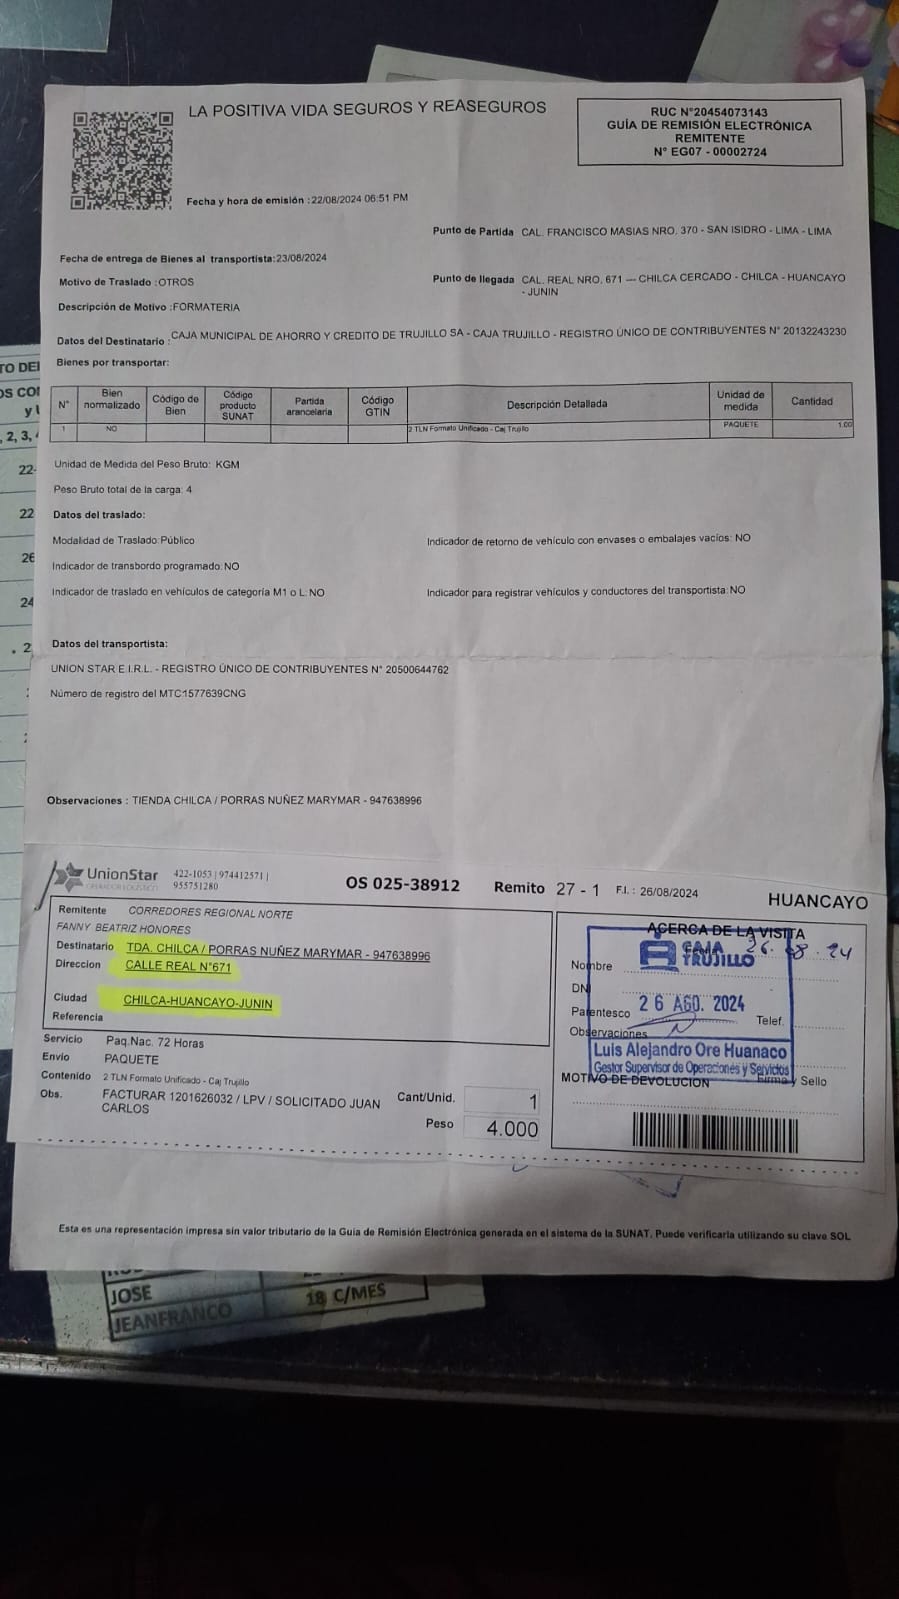 LA POSITIVA VIDA SEGUROS Y REASEGUROS
RUC N°20454073143
GUÍA DE REMISIÓN ELECTRÓNICA
REMITENTE
N° EG07 - 00002724
Fecha y hora de emisión :22/08/2024 06:51 PM
Punto de Partida CAL. FRANCISCO MASIAS NRO. 370 - SAN ISIDRO - LIMA - LIMA
Fecha de entrega de Bienes al transportista:23/08/2024
Motivo de Traslado :OTROS
Punto de llegada CAL. REAL NRO. 671 --- CHILCA CERCADO - CHILCA - HUANCAYO
- JUNIN
Descripción de Motivo :FORMATERIA
Datos del Destinatario : CAJA MUNICIPAL DE AHORRO Y CREDITO DE TRUJILLO SA - CAJA TRUJILLO - REGISTRO ÚNICO DE CONTRIBUYENTES N° 20132243230
Bienes por transportar:
N° Bien normalizado Código de Bien Código producto SUNAT Partida arancelaria Código GTIN Descripción Detallada Unidad de medida Cantidad
1 NO 2 TLN Formato Unificado - Caj Trujillo PAQUETE 1.00
Unidad de Medida del Peso Bruto: KGM
Peso Bruto total de la carga: 4
Datos del traslado:
Modalidad de Traslado:Público
Indicador de retorno de vehículo con envases o embalajes vacíos: NO
Indicador de transbordo programado:NO
Indicador de traslado en vehículos de categoría M1 o L:NO
Indicador para registrar vehículos y conductores del transportista:NO
Datos del transportista:
UNION STAR E.I.R.L. - REGISTRO ÚNICO DE CONTRIBUYENTES N° 20500644762
Número de registro del MTC1577639CNG
Observaciones : TIENDA CHILCA / PORRAS NUÑEZ MARYMAR - 947638996
UnionStar
OPERADOR LOGÍSTICO
422-1053 | 974412571 |
955751280
OS 025-38912
Remito 27 - 1 F.I. : 26/08/2024
HUANCAYO
Remitente CORREDORES REGIONAL NORTE
FANNY BEATRIZ HONORES
Destinatario TDA. CHILCA / PORRAS NUÑEZ MARYMAR - 947638996
Direccion CALLE REAL N°671
Ciudad CHILCA-HUANCAYO-JUNIN
Referencia
Servicio Paq.Nac. 72 Horas
Envio PAQUETE
Contenido 2 TLN Formato Unificado - Caj Trujillo
Obs. FACTURAR 1201626032 / LPV / SOLICITADO JUAN
CARLOS
Cant/Unid. 1
Peso 4.000
ACERCA DE LA VISITA
CAJA
TRUJILLO
26.08.24
Nombre
DNI
26 AGO. 2024
Parentesco
Telef.
Observaciones
Luis Alejandro Ore Huanaco
Gestor Supervisor de Operaciones y Servicios
MOTIVO DE DEVOLUCION
Firma y Sello
Esta es una representación impresa sin valor tributario de la Guía de Remisión Electrónica generada en el sistema de la SUNAT. Puede verificarla utilizando su clave SOL
JOSE
JEANFRANCO
18 C/MES